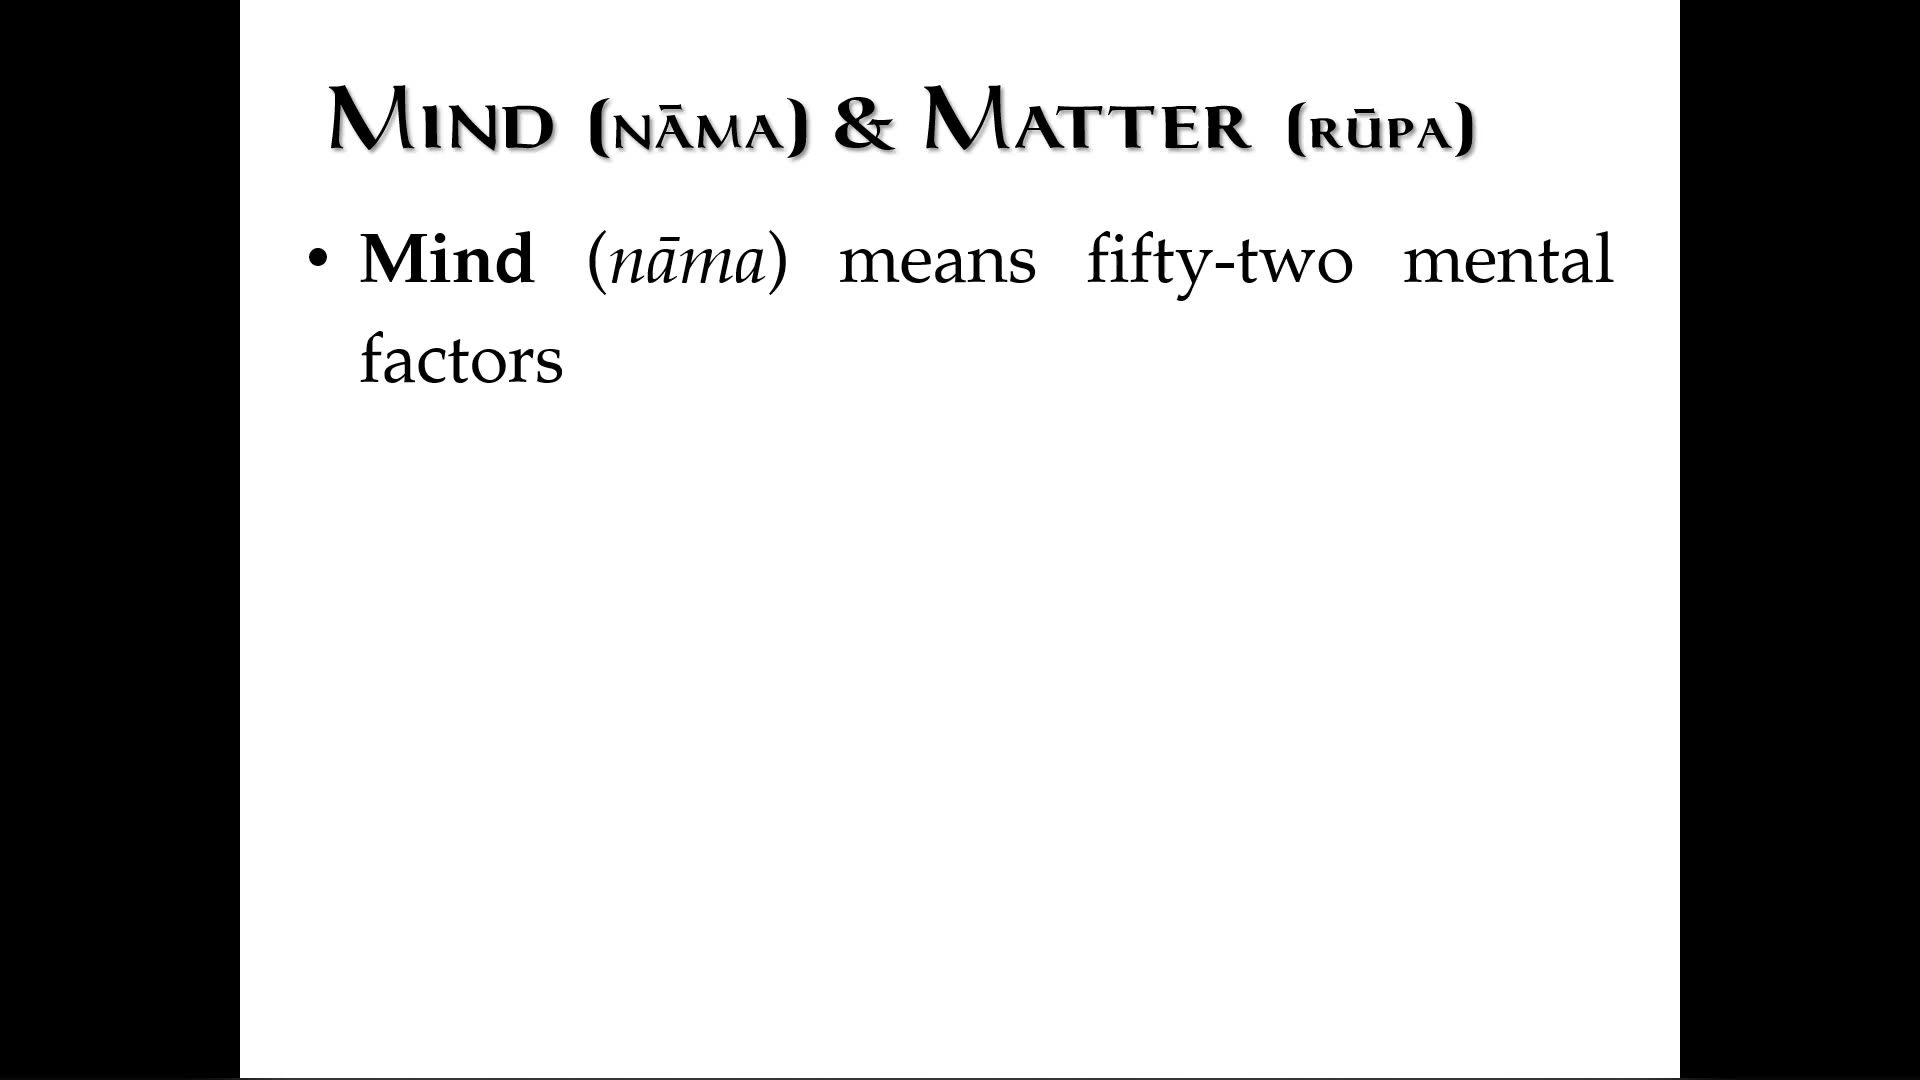 Mind (nāma) & Matter (rūpa)
• Mind (nāma) means fifty-two mental
factors